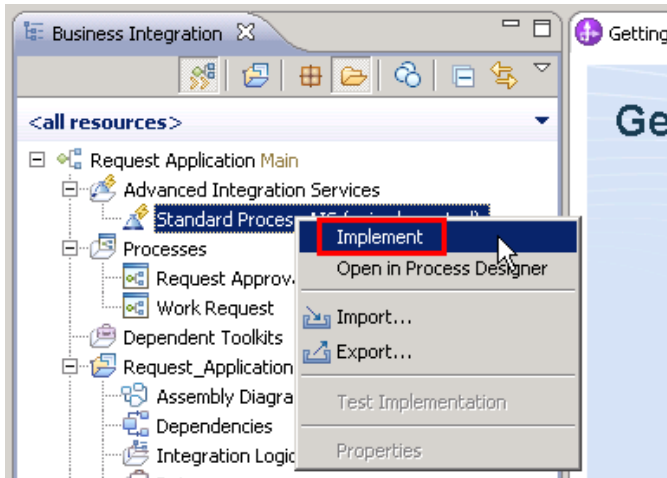 Business Integration
Getting
<all resources>
Ge
Request Application Main
Advanced Integration Services
Standard Proces
Implement
Processes
Open in Process Designer
Request Approv
Work Request
Import...
Dependent Toolkits
Export...
Request_Application
Assembly Diagra
Test Implementation
Dependencies
Integration Logic
Properties